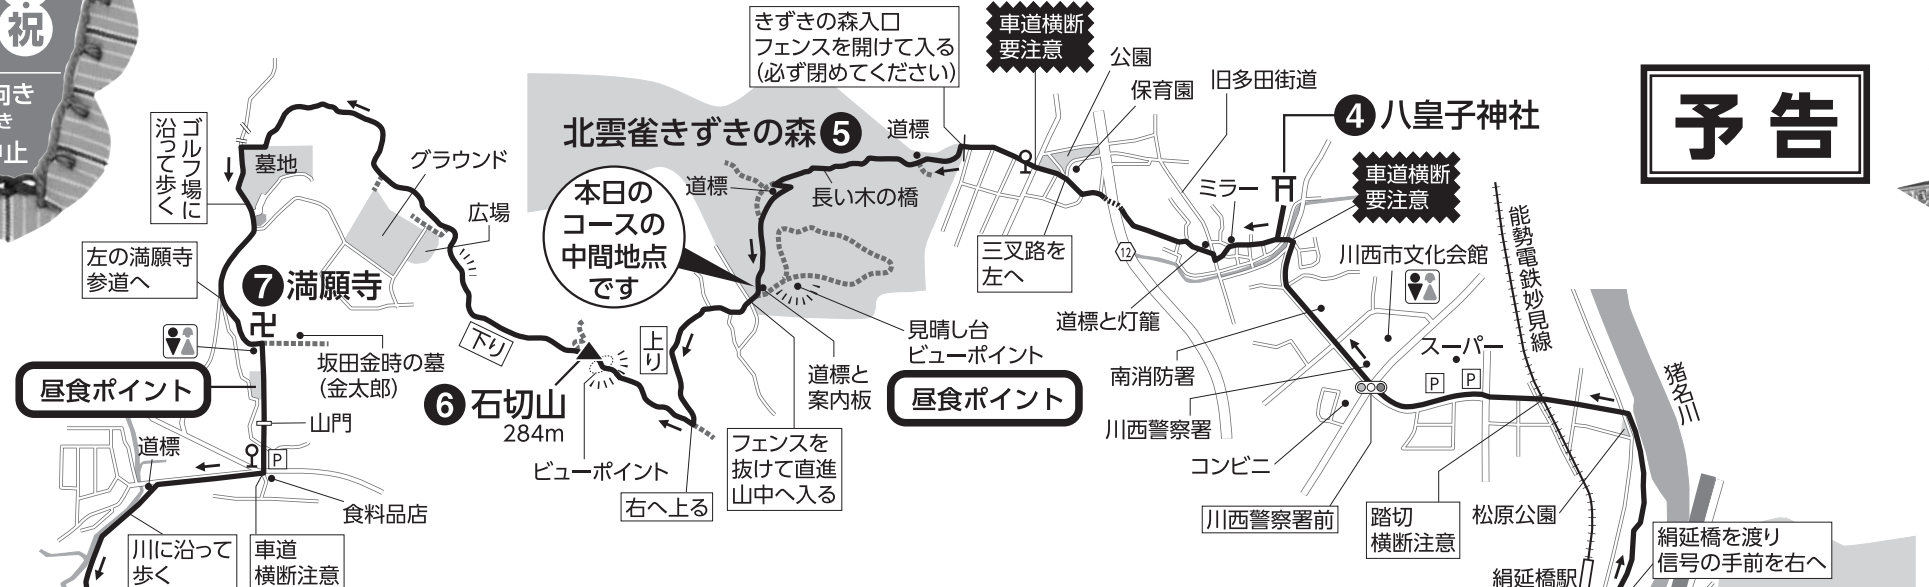 祝
向き
き
中止
予告
きずきの森入口
フェンスを開けて入る
(必ず閉めてください)
車道横断
要注意
公園
保育園
旧多田街道
❹八皇子神社
車道横断
要注意
ミラー
北雲雀きずきの森❺
道標
道標
長い木の橋
本日の
コースの
中間地点
です
三叉路を
左へ
12
道標と灯籠
川西市文化会館
能勢電鉄妙見線
猪名川
スーパー
P
P
南消防署
川西警察署
コンビニ
川西警察署前
踏切
横断注意
松原公園
絹延橋を渡り
信号の手前を右へ
絹延橋駅
見晴し台
ビューポイント
昼食ポイント
道標と
案内板
フェンスを
抜けて直進
山中へ入る
上り
右へ上る
❻石切山
284m
ビューポイント
下り
広場
グラウンド
墓地
ゴルフ場に
沿って歩く
左の満願寺
参道へ
❼満願寺
卍
坂田金時の墓
(金太郎)
昼食ポイント
山門
道標
P
食料品店
川に沿って
歩く
車道
横断注意